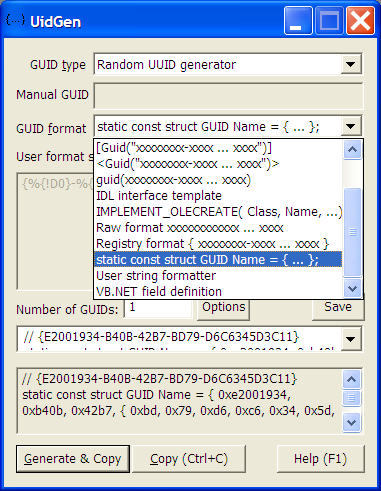 {...} UidGen
GUID type
Random UUID generator
Manual GUID
GUID format
static const struct GUID Name = { ... };
User format s
[Guid("xxxxxxxx-xxxx ... xxxx")]
<Guid("xxxxxxxx-xxxx ... xxxx")>
guid(xxxxxxxx-xxxx ... xxxx)
IDL interface template
IMPLEMENT_OLECREATE( Class, Name, ...)
Raw format xxxxxxxxxxxx ... xxxx
Registry format { xxxxxxxx-xxxx ... xxxx }
static const struct GUID Name = { ... };
User string formatter
VB.NET field definition
{%{!D0}-%{
Number of GUIDs:
1
Options
Save
// {E2001934-B40B-42B7-BD79-D6C6345D3C11}
// {E2001934-B40B-42B7-BD79-D6C6345D3C11}
static const struct GUID Name = { 0xe2001934,
0xb40b, 0x42b7, { 0xbd, 0x79, 0xd6, 0xc6, 0x34, 0x5d,
Generate & Copy
Copy (Ctrl+C)
Help (F1)